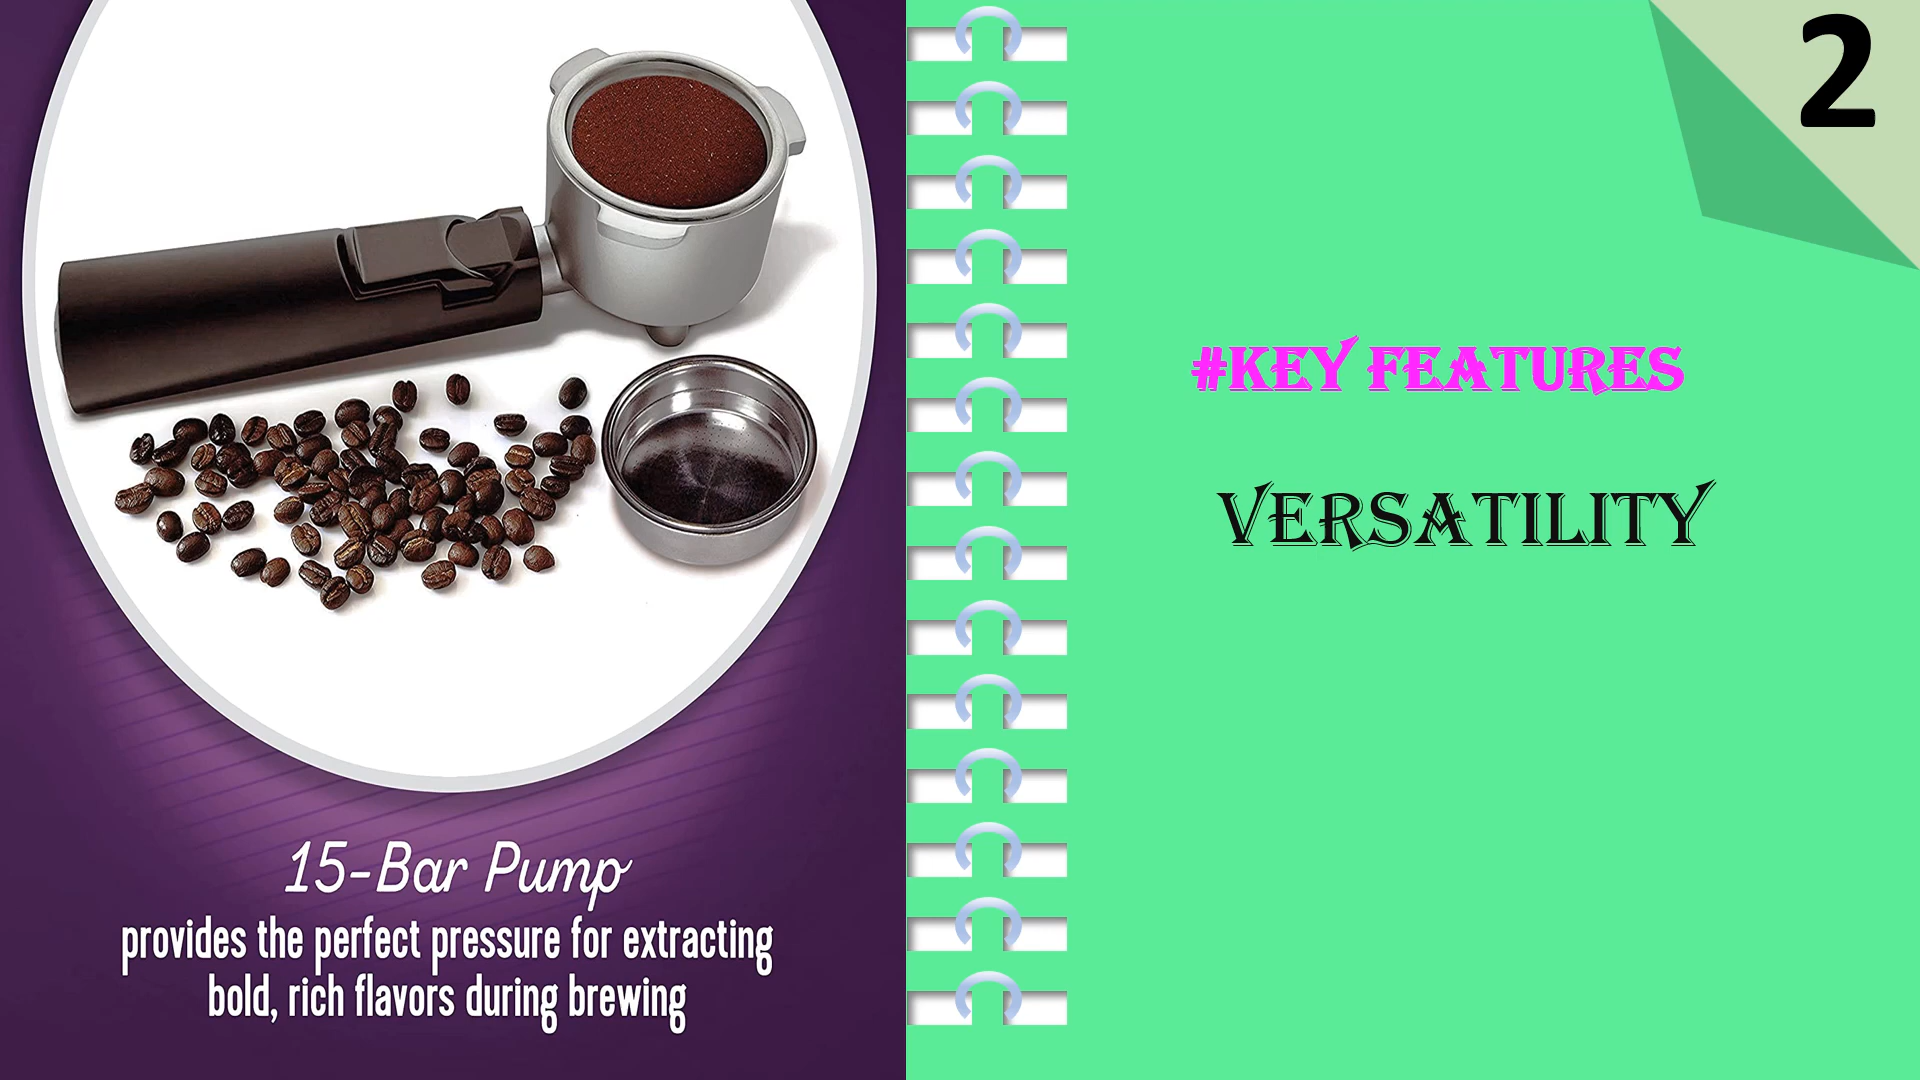 15-Bar Pump
provides the perfect pressure for extracting
bold, rich flavors during brewing
2
#KEY FEATURES
VERSATILITY